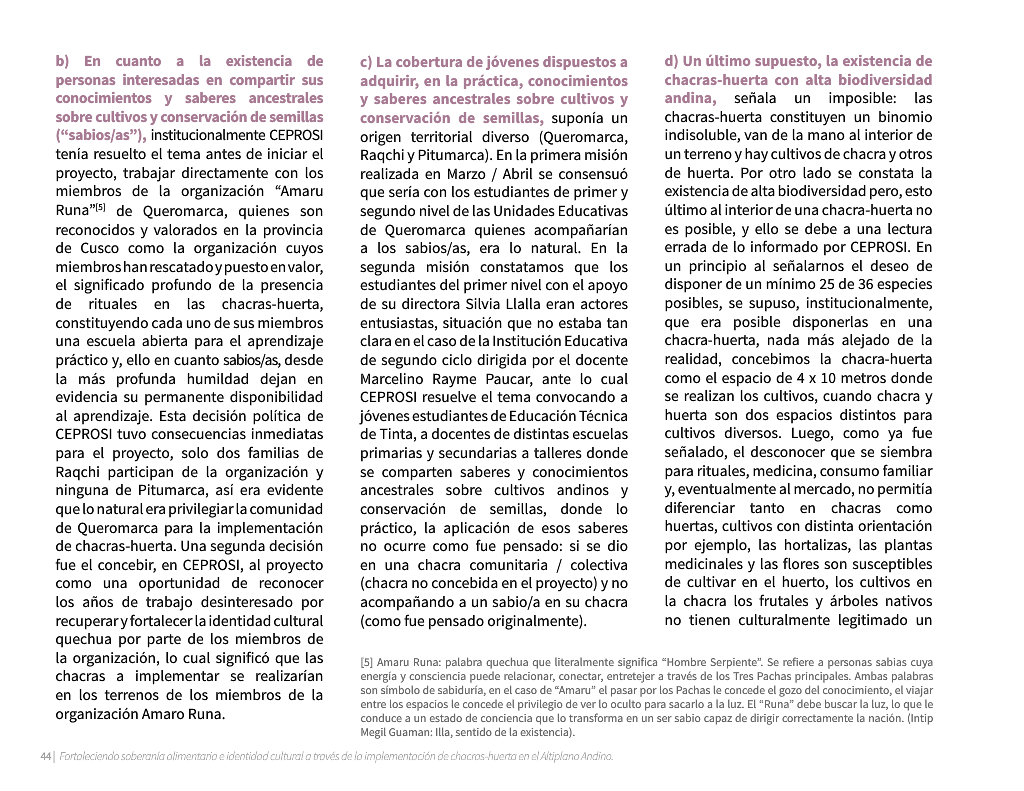 b) En cuanto a la existencia de
personas interesadas en compartir sus
conocimientos y saberes ancestrales
sobre cultivos y conservación de semillas
(“sabios/as”), institucionalmente CEPROSI
tenía resuelto el tema antes de iniciar el
proyecto, trabajar directamente con los
miembros de la organización “Amaru
Runa”[5] de Queromarca, quienes son
reconocidos y valorados en la provincia
de Cusco como la organización cuyos
miembros han rescatado y puesto en valor,
el significado profundo de la presencia
de rituales en las chacras-huerta,
constituyendo cada uno de sus miembros
una escuela abierta para el aprendizaje
práctico y, ello en cuanto sabios/as, desde
la más profunda humildad dejan en
evidencia su permanente disponibilidad
al aprendizaje. Esta decisión política de
CEPROSI tuvo consecuencias inmediatas
para el proyecto, solo dos familias de
Raqchi participan de la organización y
ninguna de Pitumarca, así era evidente
que lo natural era privilegiar la comunidad
de Queromarca para la implementación
de chacras-huerta. Una segunda decisión
fue el concebir, en CEPROSI, al proyecto
como una oportunidad de reconocer
los años de trabajo desinteresado por
recuperar y fortalecer la identidad cultural
quechua por parte de los miembros de
la organización, lo cual significó que las
chacras a implementar se realizarían
en los terrenos de los miembros de la
organización Amaro Runa.
c) La cobertura de jóvenes dispuestos a
adquirir, en la práctica, conocimientos
y saberes ancestrales sobre cultivos y
conservación de semillas, suponía un
origen territorial diverso (Queromarca,
Raqchi y Pitumarca). En la primera misión
realizada en Marzo / Abril se consensuó
que sería con los estudiantes de primer y
segundo nivel de las Unidades Educativas
de Queromarca quienes acompañarían
a los sabios/as, era lo natural. En la
segunda misión constatamos que los
estudiantes del primer nivel con el apoyo
de su directora Silvia Llalla eran actores
entusiastas, situación que no estaba tan
clara en el caso de la Institución Educativa
de segundo ciclo dirigida por el docente
Marcelino Rayme Paucar, ante lo cual
CEPROSI resuelve el tema convocando a
jóvenes estudiantes de Educación Técnica
de Tinta, a docentes de distintas escuelas
primarias y secundarias a talleres donde
se comparten saberes y conocimientos
ancestrales sobre cultivos andinos y
conservación de semillas, donde lo
práctico, la aplicación de esos saberes
no ocurre como fue pensado: si se dio
en una chacra comunitaria / colectiva
(chacra no concebida en el proyecto) y no
acompañando a un sabio/a en su chacra
(como fue pensado originalmente).
d) Un último supuesto, la existencia de
chacras-huerta con alta biodiversidad
andina, señala un imposible: las
chacras-huerta constituyen un binomio
indisoluble, van de la mano al interior de
un terreno y hay cultivos de chacra y otros
de huerta. Por otro lado se constata la
existencia de alta biodiversidad pero, esto
último al interior de una chacra-huerta no
es posible, y ello se debe a una lectura
errada de lo informado por CEPROSI. En
un principio al señalarnos el deseo de
disponer de un mínimo 25 de 36 especies
posibles, se supuso, institucionalmente,
que era posible disponerlas en una
chacra-huerta, nada más alejado de la
realidad, concebimos la chacra-huerta
como el espacio de 4 x 10 metros donde
se realizan los cultivos, cuando chacra y
huerta son dos espacios distintos para
cultivos diversos. Luego, como ya fue
señalado, el desconocer que se siembra
para rituales, medicina, consumo familiar
y, eventualmente al mercado, no permitía
diferenciar tanto en chacras como
huertas, cultivos con distinta orientación
por ejemplo, las hortalizas, las plantas
medicinales y las flores son susceptibles
de cultivar en el huerto, los cultivos en
la chacra los frutales y árboles nativos
no tienen culturalmente legitimado un
[5] Amaru Runa: palabra quechua que literalmente significa “Hombre Serpiente”. Se refiere a personas sabias cuya
energía y consciencia puede relacionar, conectar, entretejer a través de los Tres Pachas principales. Ambas palabras
son símbolo de sabiduría, en el caso de “Amaru” el pasar por los Pachas le concede el gozo del conocimiento, el viajar
entre los espacios le concede el privilegio de ver lo oculto para sacarlo a la luz. El “Runa” debe buscar la luz, lo que le
conduce a un estado de conciencia que lo transforma en un ser sabio capaz de dirigir correctamente la nación. (Intip
Megil Guaman: Illa, sentido de la existencia).
44 | Fortaleciendo soberanía alimentaria e identidad cultural a través de la implementación de chacras-huerta en el Altiplano Andino.